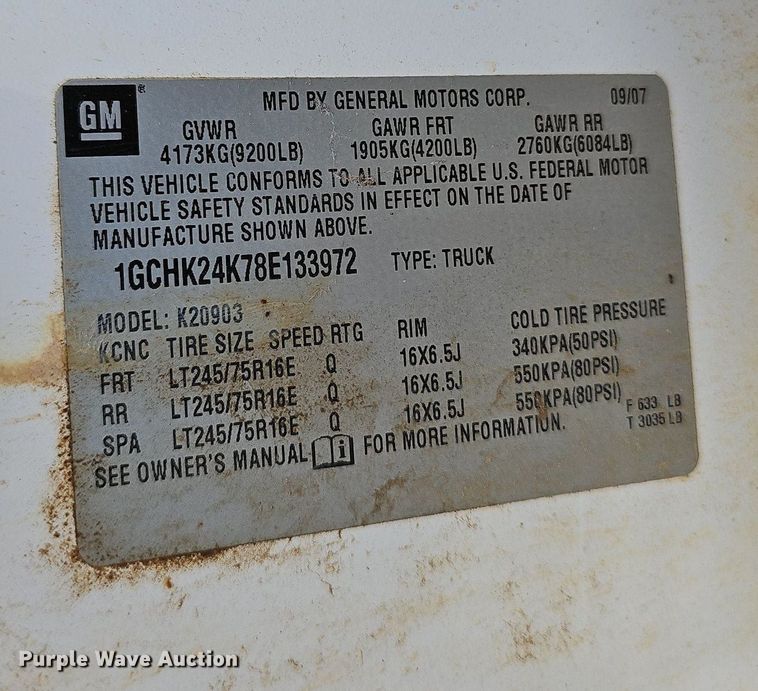 GM ® MFD BY GENERAL MOTORS CORP. 09/07
GVWR GAWR FRT GAWR RR
4173KG(9200LB) 1905KG(4200LB) 2760KG(6084LB)
THIS VEHICLE CONFORMS TO ALL APPLICABLE U.S. FEDERAL MOTOR
VEHICLE SAFETY STANDARDS IN EFFECT ON THE DATE OF
MANUFACTURE SHOWN ABOVE.
1GCHK24K78E133972 TYPE: TRUCK
MODEL: K20903
KCNC TIRE SIZE SPEED RTG RIM COLD TIRE PRESSURE
FRT LT245/75R16E Q 16X6.5J 340KPA(50PSI)
RR LT245/75R16E Q 16X6.5J 550KPA(80PSI)
SPA LT245/75R16E Q 16X6.5J 550KPA(80PSI)
F 633 LB
T 3035 LB
SEE OWNER'S MANUAL i FOR MORE INFORMATION.
Purple Wave Auction